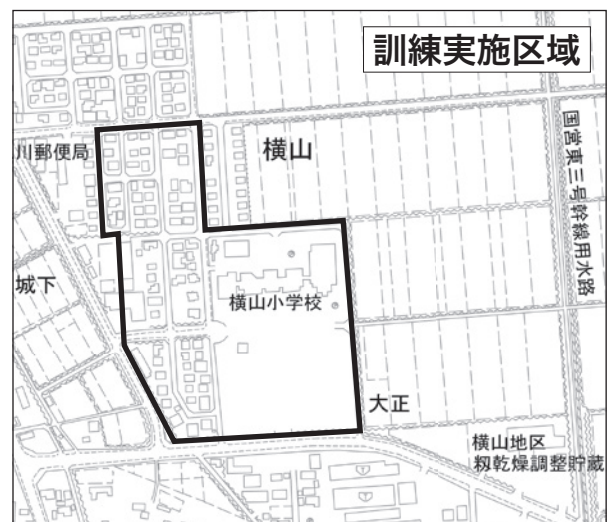 訓練実施区域
川郵便局
横山
国営東三号幹線用水路
城下
横山小学校
大正
横山地区
籾乾燥調整貯蔵